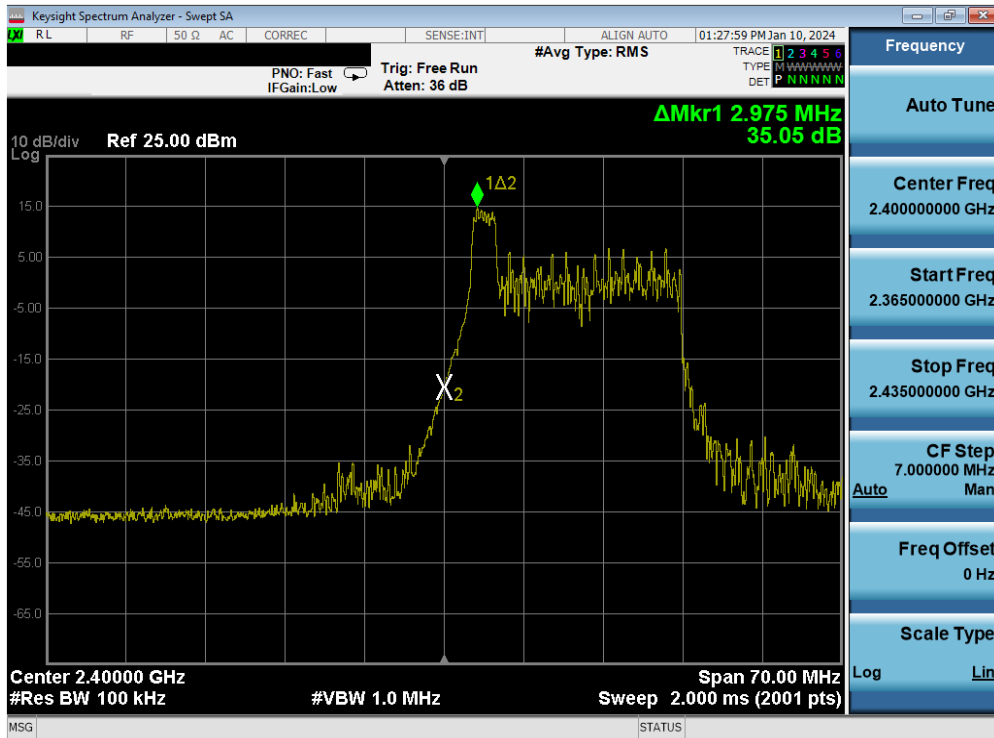 Keysight Spectrum Analyzer - Swept SA
LXI RL RF 50 Ω AC CORREC SENSE:INT ALIGN AUTO 01:27:59 PM Jan 10, 2024
#Avg Type: RMS
TRACE 1 2 3 4 5 6
TYPE M W W W W W
DET P N N N N N
PNO: Fast
IFGain:Low
Trig: Free Run
Atten: 36 dB
ΔMkr1 2.975 MHz
35.05 dB
10 dB/div Ref 25.00 dBm
Log
15.0
5.00
-5.00
-15.0
-25.0
-35.0
-45.0
-55.0
-65.0
1Δ2
2
Center 2.40000 GHz Span 70.00 MHz
#Res BW 100 kHz #VBW 1.0 MHz Sweep 2.000 ms (2001 pts)
MSG STATUS
Frequency
Auto Tune
Center Freq
2.400000000 GHz
Start Freq
2.365000000 GHz
Stop Freq
2.435000000 GHz
CF Step
7.000000 MHz
Auto Man
Freq Offset
0 Hz
Scale Type
Log Lin